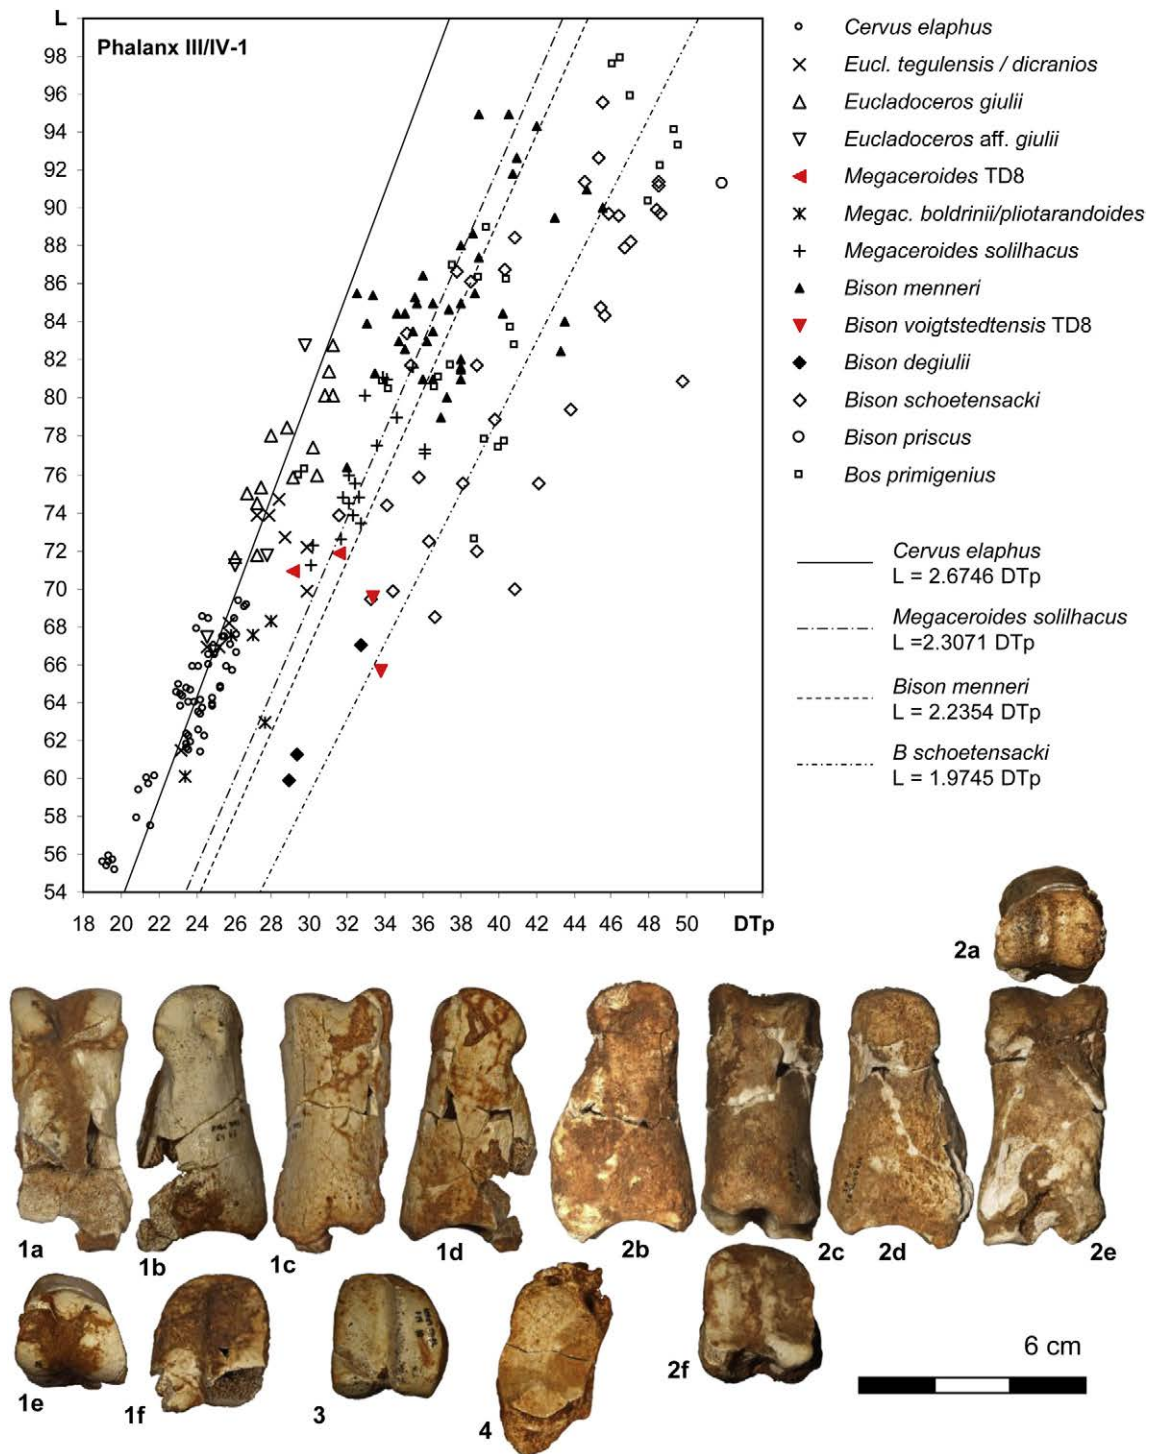 L
Phalanx III/IV-1
98
96
94
92
90
88
86
84
82
80
78
76
74
72
70
68
66
64
62
60
58
56
54
18 20 22 24 26 28 30 32 34 36 38 40 42 44 46 48 50 DTp
Cervus elaphus
Eucl. tegulensis / dicranios
Eucladoceros giulii
Eucladoceros aff. giulii
Megaceroides TD8
Megac. boldrinii/pliotarandoides
Megaceroides solilhacus
Bison menneri
Bison voigtstedtensis TD8
Bison degiulii
Bison schoetensacki
Bison priscus
Bos primigenius
Cervus elaphus
L = 2.6746 DTp
Megaceroides solilhacus
L =2.3071 DTp
Bison menneri
L = 2.2354 DTp
B schoetensacki
L = 1.9745 DTp
2a
1a
1b
1c
1d
2b
2c
2d
2e
1e
1f
3
4
2f
6 cm